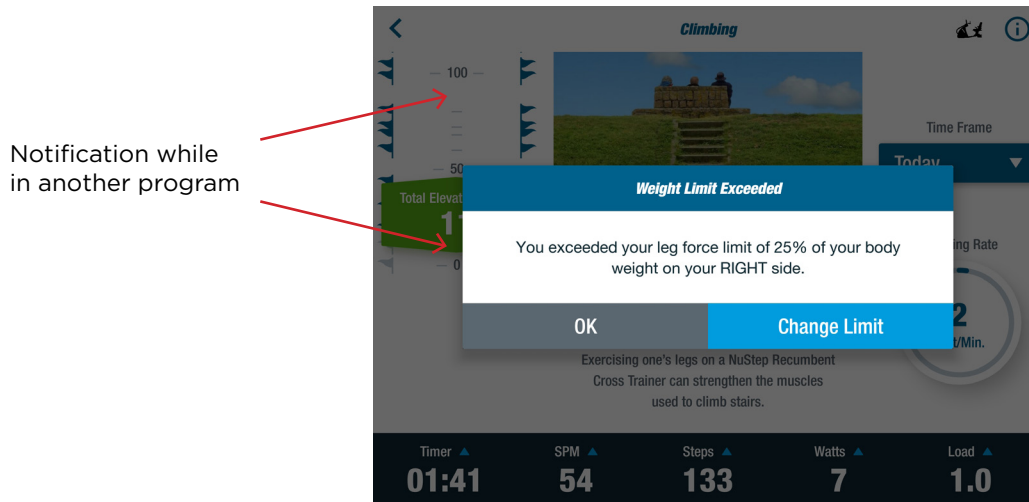 Notification while
in another program
Climbing
100
50
0
Time Frame
Today
Weight Limit Exceeded
You exceeded your leg force limit of 25% of your body
weight on your RIGHT side.
OK
Change Limit
Total
Exercising one's legs on a NuStep Recumbent
Cross Trainer can strengthen the muscles
used to climb stairs.
Rate
Timer SPM Steps Watts Load
01:41 54 133 7 1.0